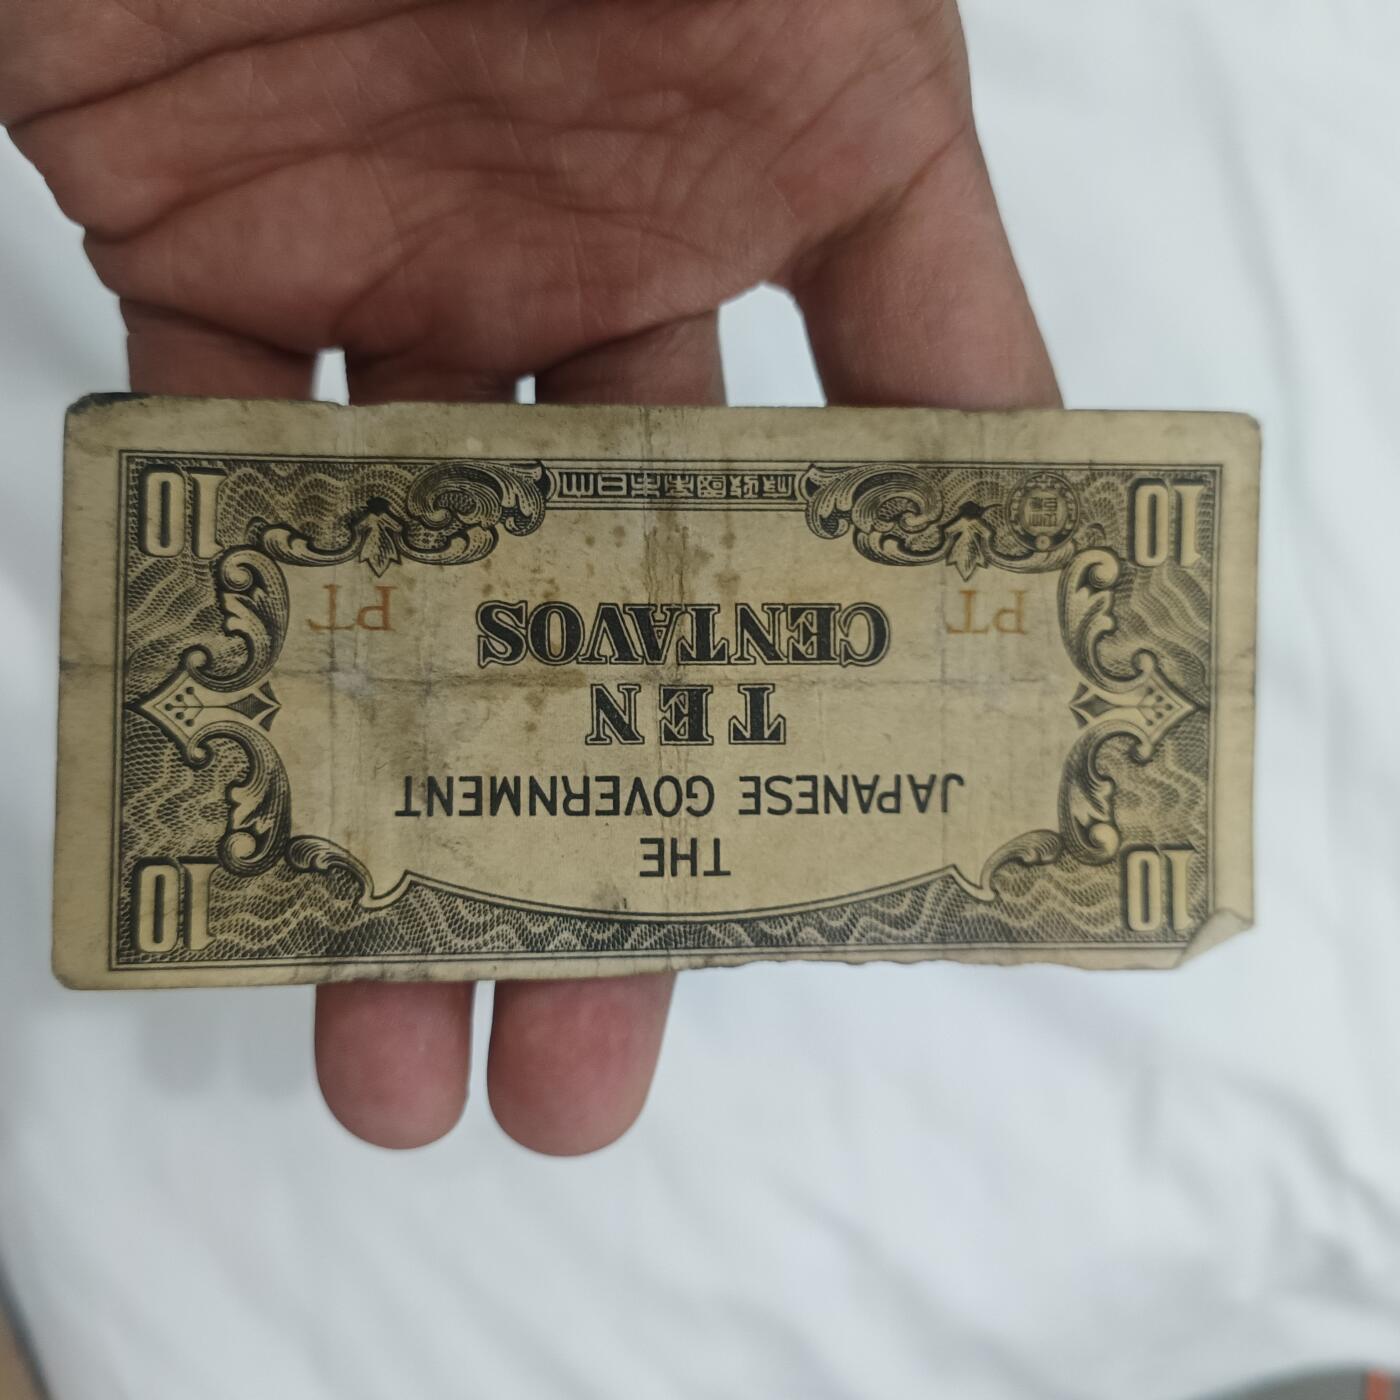 10 10
THE
JAPANESE GOVERNMENT
TEN
CENTAVOS
PT PT
10 大日本帝國政府 10